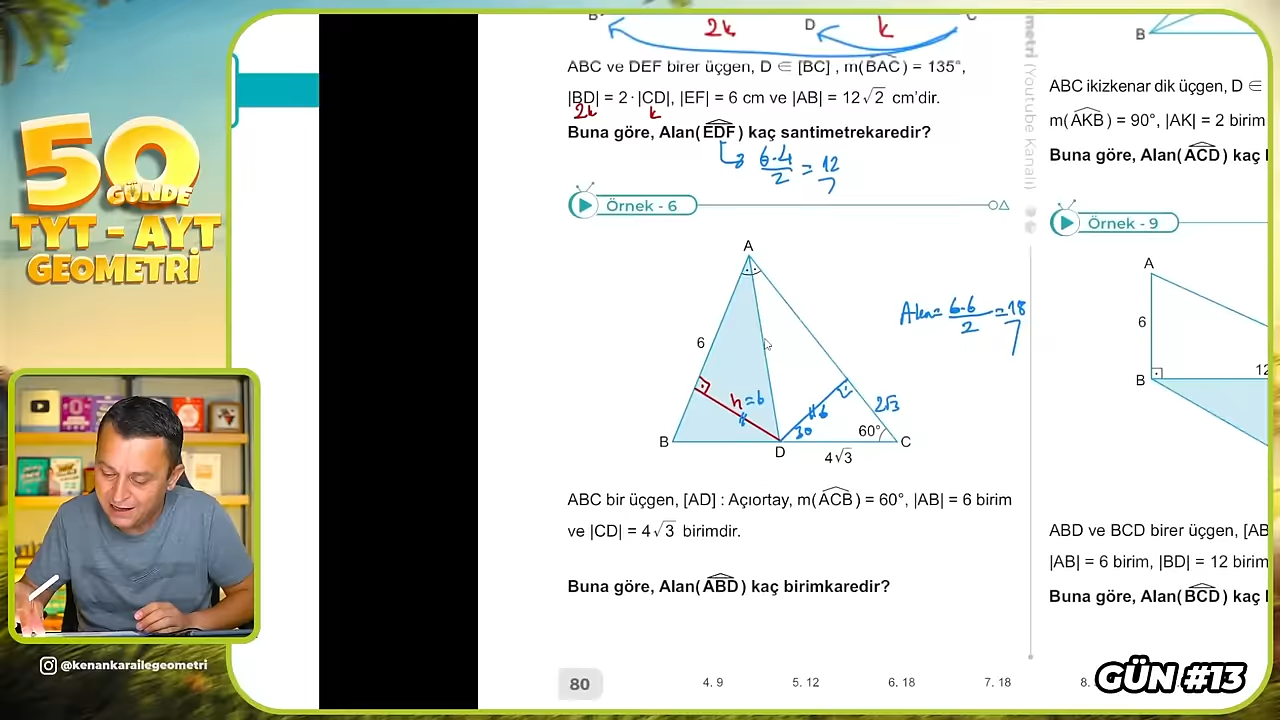 50
GÜNDE
TYT - AYT
GEOMETRİ
@kenankarailegeometri
B
2k
D
k
C
ABC ve DEF birer üçgen, D ∈ [BC] , m(BAC) = 135°,
|BD| = 2·|CD|, |EF| = 6 cm ve |AB| = 12√2 cm'dir.
2k
k
Buna göre, Alan(EDF) kaç santimetrekaredir?
6·4/2 = 12
Örnek - 6
A
6
h=6
6
30
2√3
60°
B
D
C
4√3
Alan= 6·6/2 = 18
ABC bir üçgen, [AD] : Açıortay, m(ACB) = 60°, |AB| = 6 birim
ve |CD| = 4√3 birimdir.
Buna göre, Alan(ABD) kaç birimkaredir?
80
4. 9
5. 12
6. 18
7. 18
8.
metri (Youtube Kanalı)
B
ABC ikizkenar dik üçgen, D ∈
m(AKB) = 90°, |AK| = 2 birim
Buna göre, Alan(ACD) kaç
Örnek - 9
A
6
B
12
ABD ve BCD birer üçgen, [AB
|AB| = 6 birim, |BD| = 12 birim
Buna göre, Alan(BCD) kaç
GÜN #13